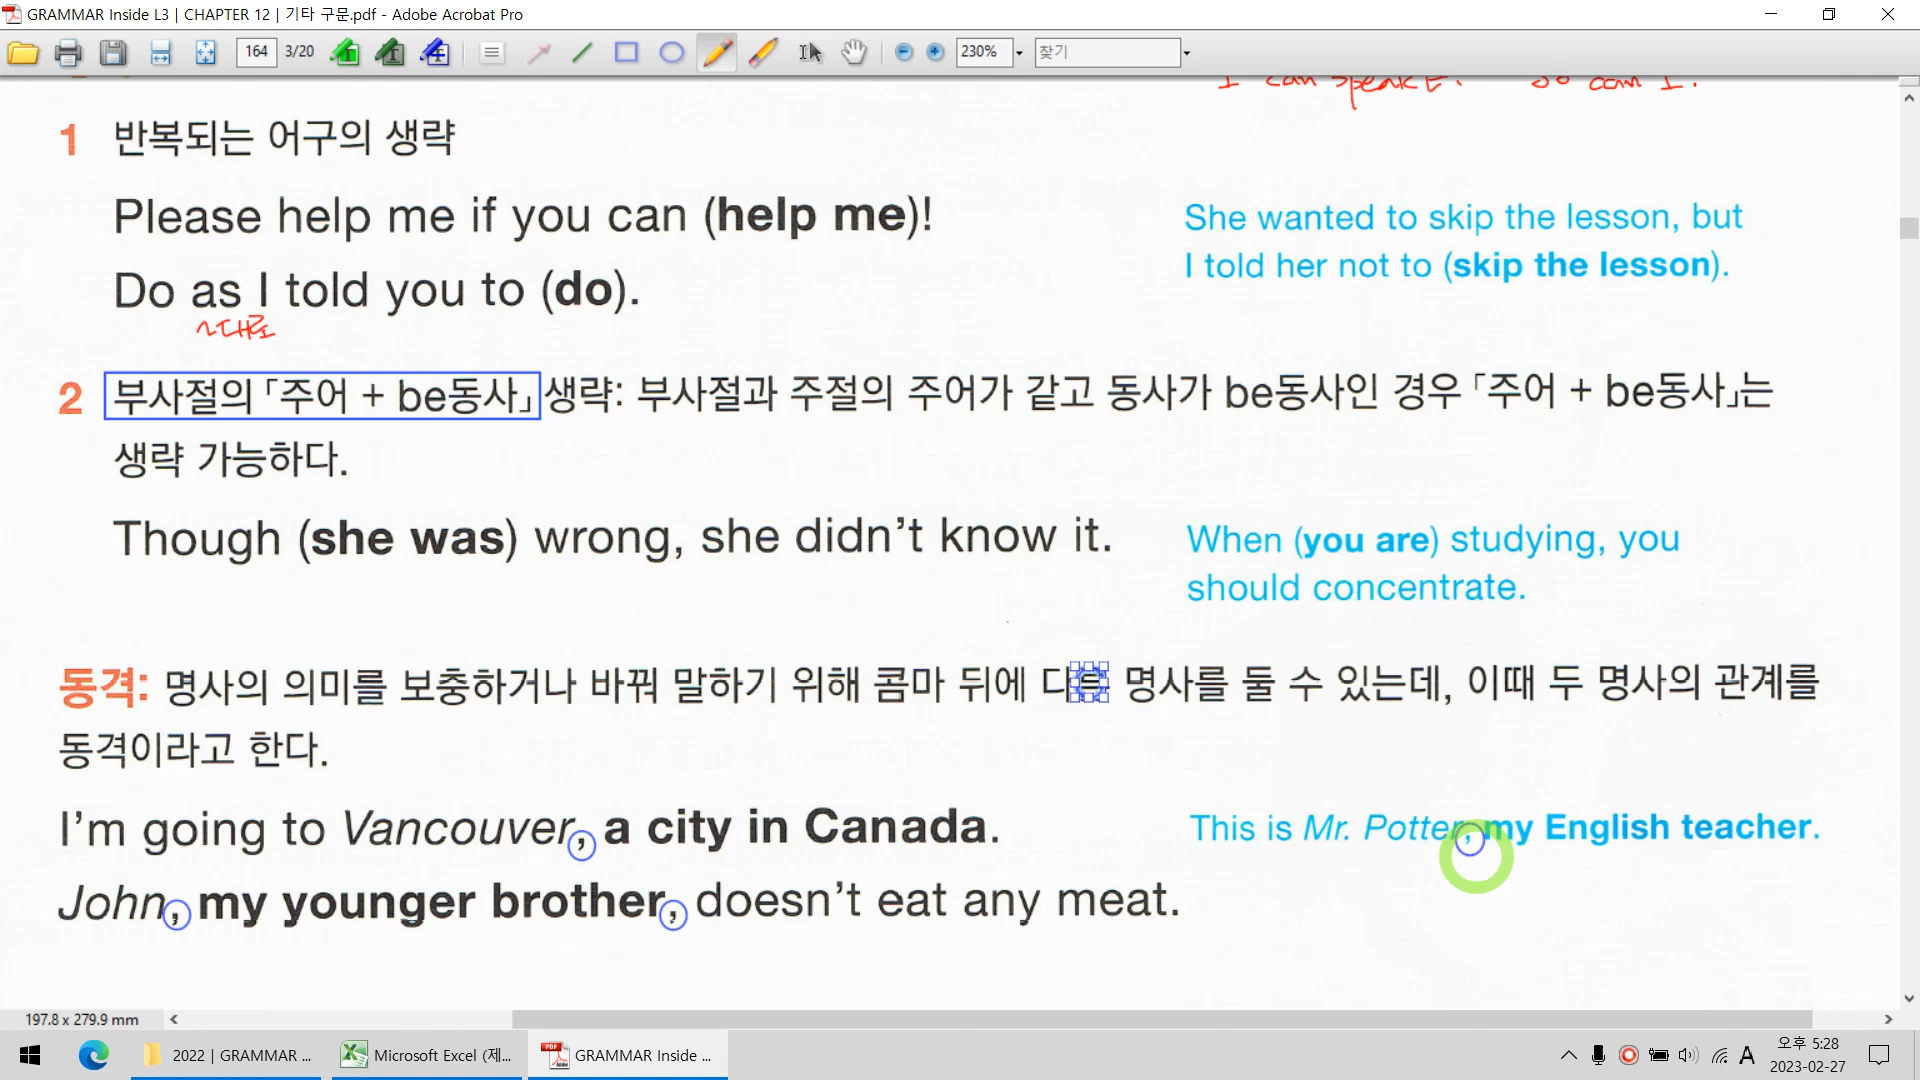 GRAMMAR Inside L3 | CHAPTER 12 | 기타 구문.pdf - Adobe Acrobat Pro
164 3/20 230% 찾기
I can speak E. So can I.
1 반복되는 어구의 생략
Please help me if you can (help me)!
She wanted to skip the lesson, but
I told her not to (skip the lesson).
Do as I told you to (do).
~대로
2 부사절의 「주어 + be동사」 생략: 부사절과 주절의 주어가 같고 동사가 be동사인 경우 「주어 + be동사」는
생략 가능하다.
Though (she was) wrong, she didn't know it.
When (you are) studying, you
should concentrate.
동격: 명사의 의미를 보충하거나 바꿔 말하기 위해 콤마 뒤에 다른 명사를 둘 수 있는데, 이때 두 명사의 관계를
동격이라고 한다.
I'm going to Vancouver, a city in Canada.
This is Mr. Potter, my English teacher.
John, my younger brother, doesn't eat any meat.
197.8 x 279.9 mm
2022 | GRAMMAR ...
Microsoft Excel (제...
GRAMMAR Inside ...
A
오후 5:28
2023-02-27